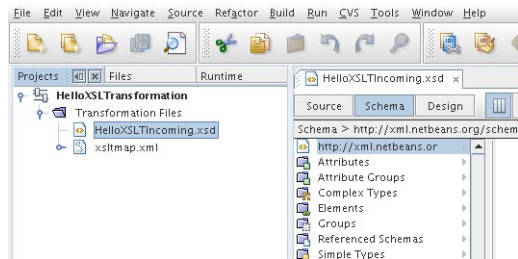 File Edit View Navigate Source Refactor Build Run CVS Tools Window Help
Projects Files Runtime
HelloXSLTransformation
Transformation Files
HelloXSLTIncoming.xsd
xsltmap.xml
HelloXSLTIncoming.xsd
Source Schema Design
Schema > http://xml.netbeans.org/schem
http://xml.netbeans.or
Attributes
Attribute Groups
Complex Types
Elements
Groups
Referenced Schemas
Simple Types